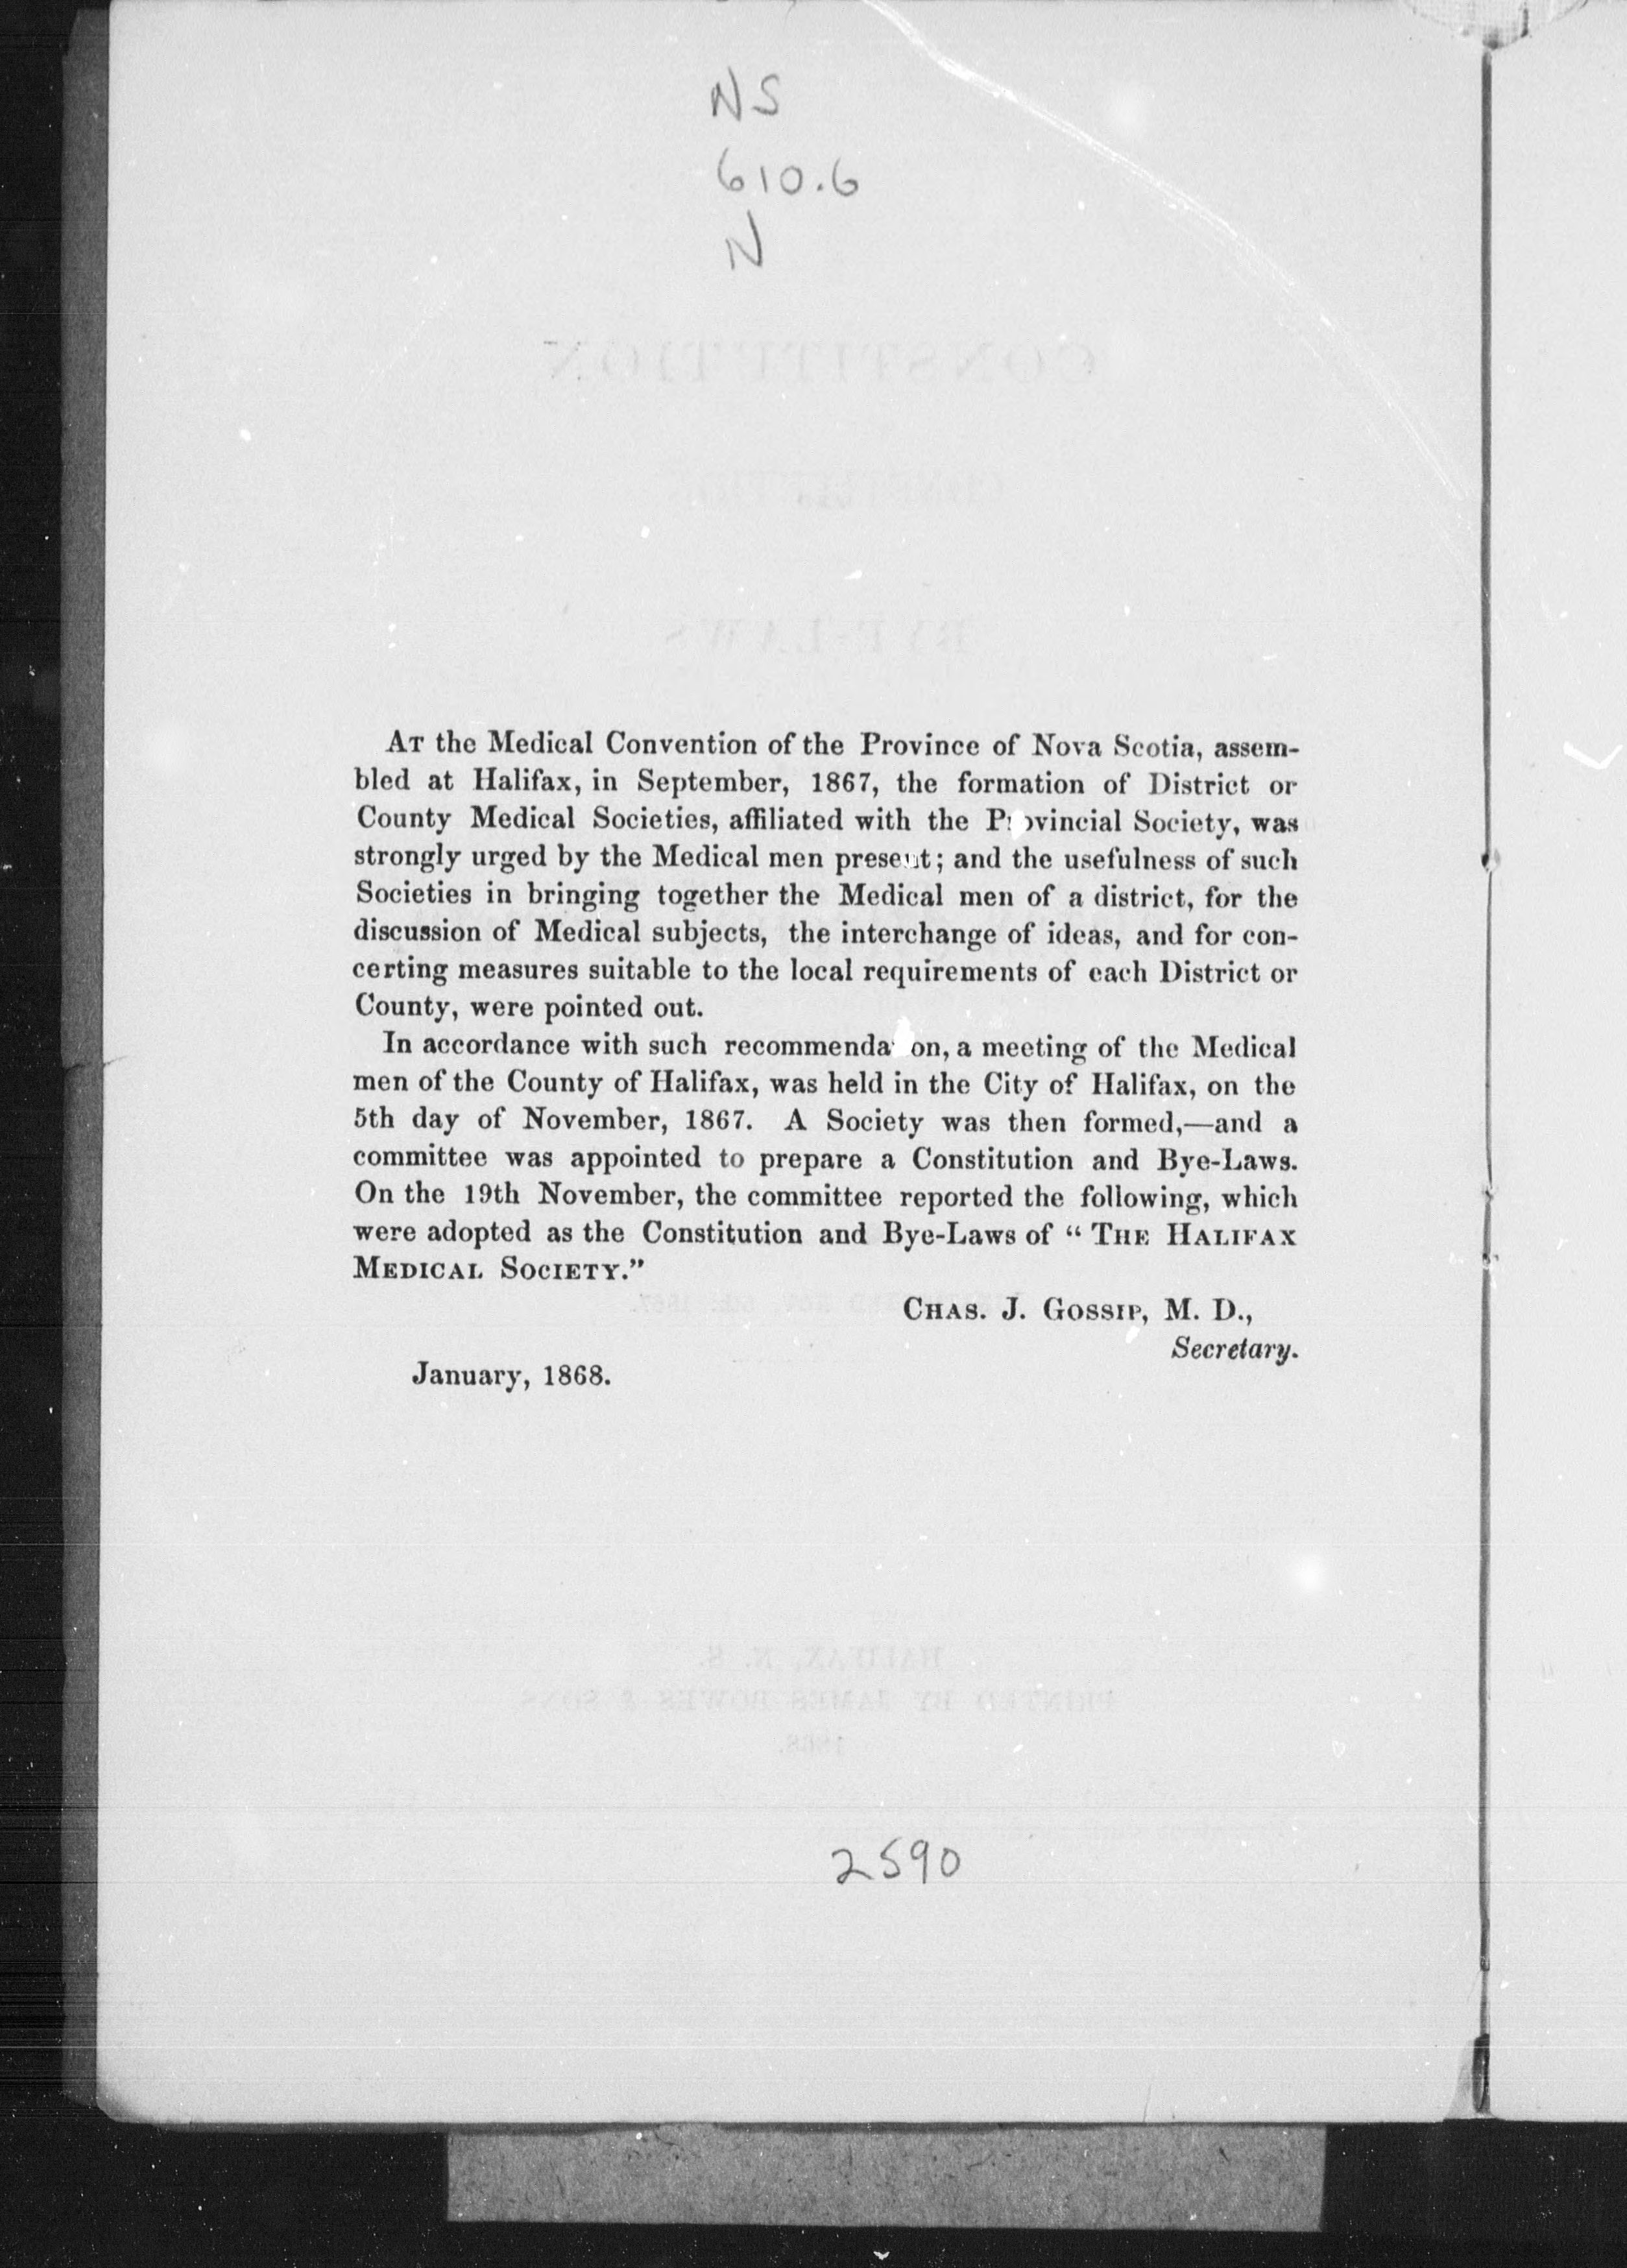 NS
610.6
N
AT the Medical Convention of the Province of Nova Scotia, assem-
bled at Halifax, in September, 1867, the formation of District or
County Medical Societies, affiliated with the Provincial Society, was
strongly urged by the Medical men present; and the usefulness of such
Societies in bringing together the Medical men of a district, for the
discussion of Medical subjects, the interchange of ideas, and for con-
certing measures suitable to the local requirements of each District or
County, were pointed out.
In accordance with such recommendation, a meeting of the Medical
men of the County of Halifax, was held in the City of Halifax, on the
5th day of November, 1867. A Society was then formed,—and a
committee was appointed to prepare a Constitution and Bye-Laws.
On the 19th November, the committee reported the following, which
were adopted as the Constitution and Bye-Laws of "THE HALIFAX
MEDICAL SOCIETY."
CHAS. J. GOSSIP, M. D.,
Secretary.
January, 1868.
2590